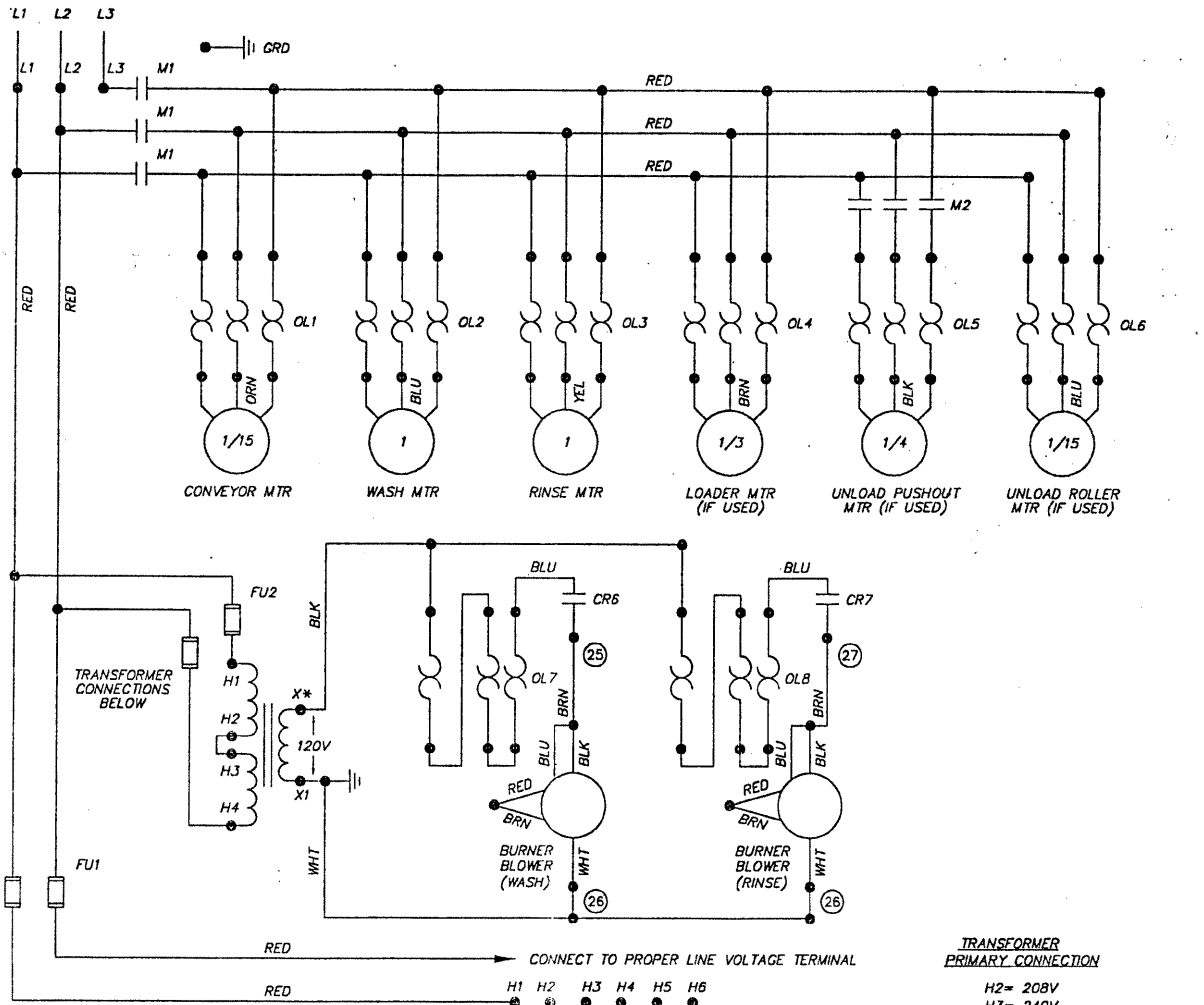 L1 L2 L3
GRD
L1 L2 L3 M1
RED
M1
RED
M1
RED
M2
RED
RED
OL1
OL2
OL3
OL4
OL5
OL6
ORN
BLU
YEL
BRN
BLK
BLU
1/15
1
1
1/3
1/4
1/15
CONVEYOR MTR
WASH MTR
RINSE MTR
LOADER MTR
(IF USED)
UNLOAD PUSHOUT
MTR (IF USED)
UNLOAD ROLLER
MTR (IF USED)
FU2
BLK
BLU
CR6
BLU
CR7
25
27
TRANSFORMER
CONNECTIONS
BELOW
H1
H2
H3
H4
X*
120V
X1
OL7
OL8
BRN
BRN
BLU
BLK
BLU
BLK
RED
BRN
RED
BRN
BURNER
BLOWER
(WASH)
BURNER
BLOWER
(RINSE)
WHT
WHT
WHT
26
26
FU1
RED
CONNECT TO PROPER LINE VOLTAGE TERMINAL
RED
H1 H2 H3 H4 H5 H6
TRANSFORMER
PRIMARY CONNECTION
H2= 208V
H3= 240V